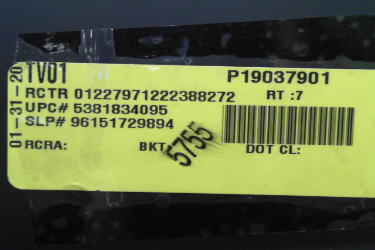 01-31-20
TV01 P19037901
RCTR 01227971222388272 RT :7
UPC# 5381834095
SLP# 96151729894
RCRA: BKT 5755 DOT CL: